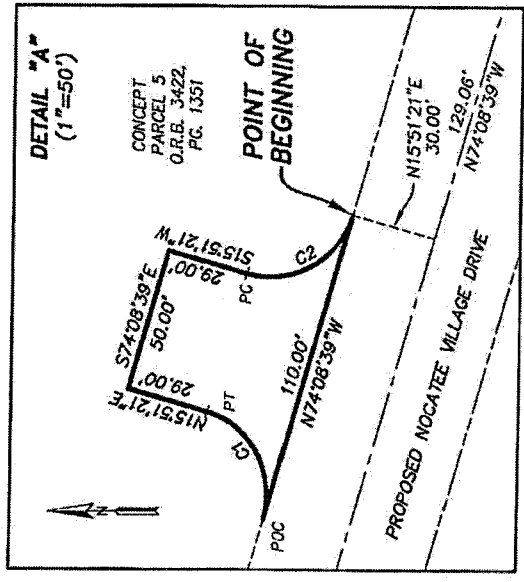 DETAIL "A"
(1"=50')
CONCEPT
PARCEL 5
O.R.B. 3422,
PG. 1351
POINT OF
BEGINNING
S74°08'39"E
50.00'
S15°51'21"W
29.00'
N15°51'21"E
29.00'
PC
PT
C1
C2
POC
110.00'
N74°08'39"W
N15°51'21"E
30.00'
129.06'
N74°08'39"W
PROPOSED NOCATEE VILLAGE DRIVE
N